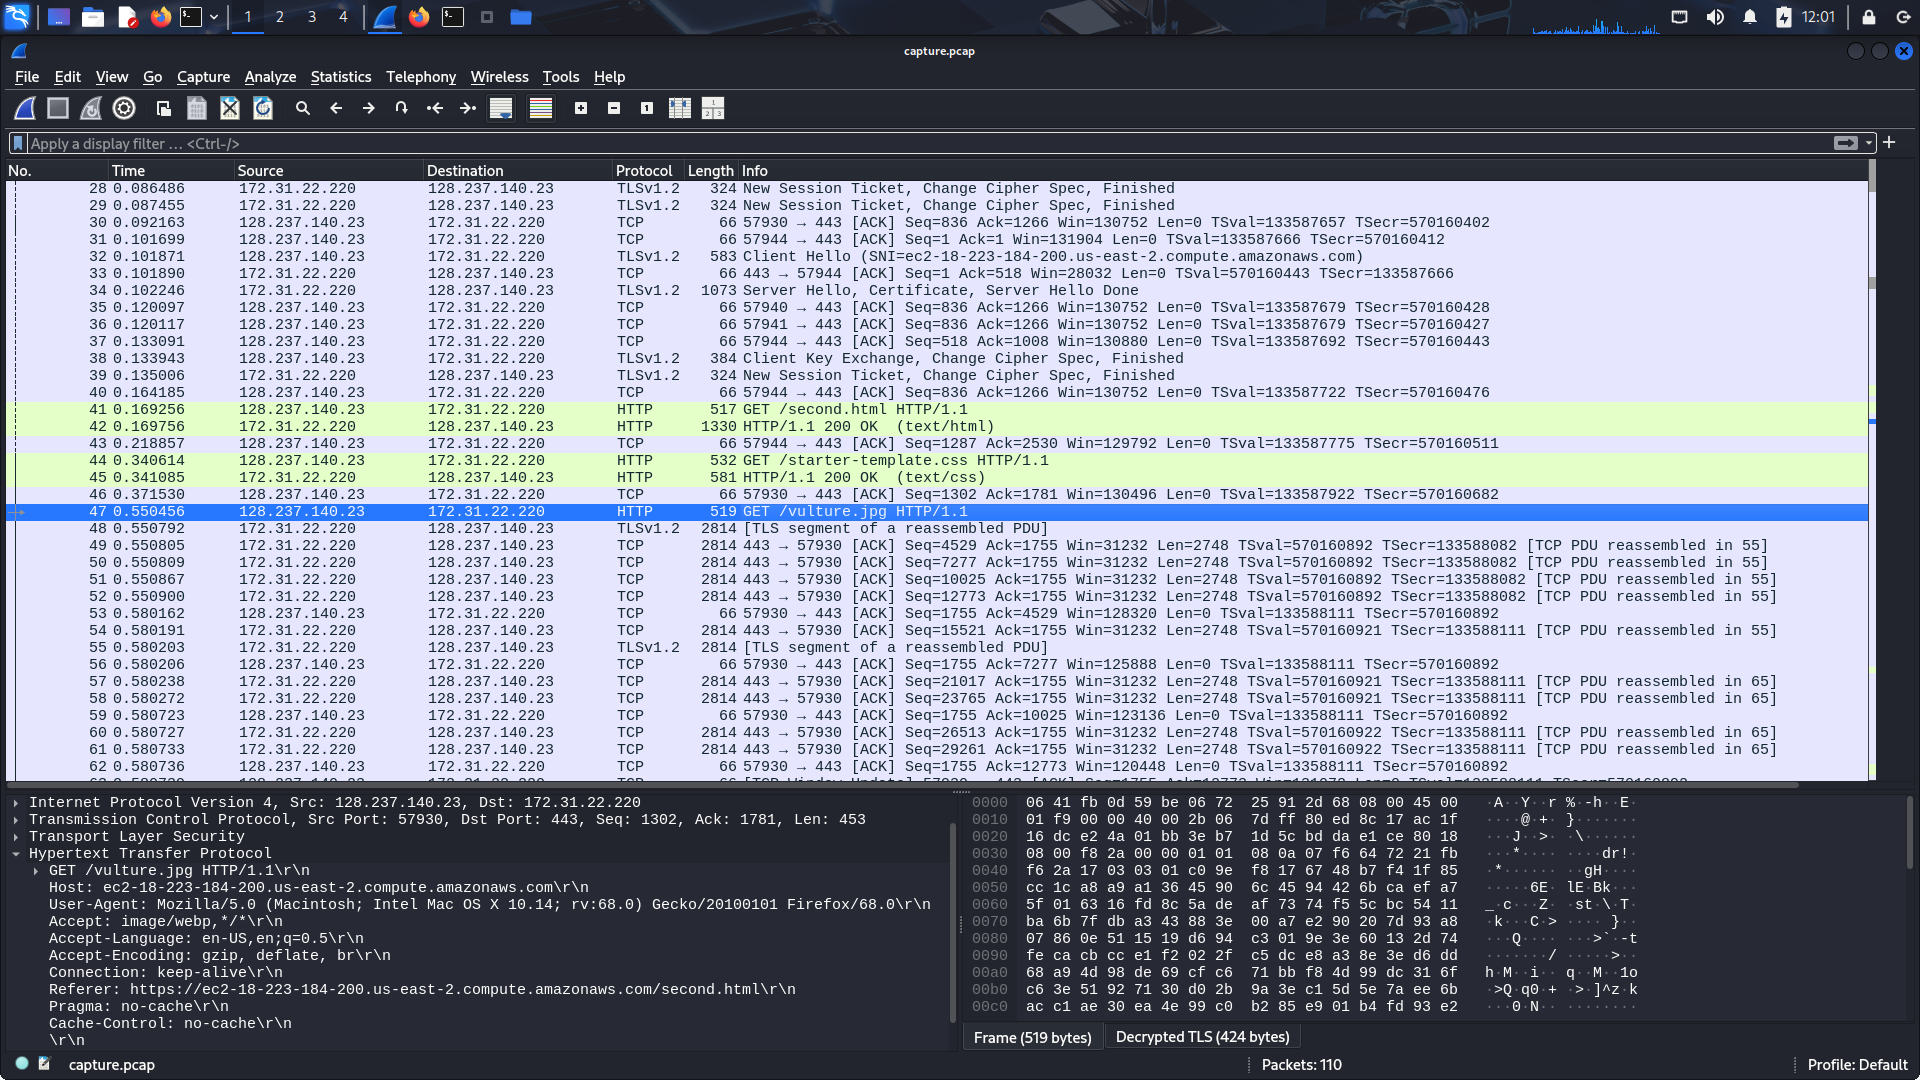 1 2 3 4 12:01
capture.pcap
File Edit View Go Capture Analyze Statistics Telephony Wireless Tools Help
Apply a display filter … <Ctrl-/>
No. Time Source Destination Protocol Length Info
28 0.086486 172.31.22.220 128.237.140.23 TLSv1.2 324 New Session Ticket, Change Cipher Spec, Finished
29 0.087455 172.31.22.220 128.237.140.23 TLSv1.2 324 New Session Ticket, Change Cipher Spec, Finished
30 0.092163 128.237.140.23 172.31.22.220 TCP 66 57930 → 443 [ACK] Seq=836 Ack=1266 Win=130752 Len=0 TSval=133587657 TSecr=570160402
31 0.101699 128.237.140.23 172.31.22.220 TCP 66 57944 → 443 [ACK] Seq=1 Ack=1 Win=131904 Len=0 TSval=133587666 TSecr=570160412
32 0.101871 128.237.140.23 172.31.22.220 TLSv1.2 583 Client Hello (SNI=ec2-18-223-184-200.us-east-2.compute.amazonaws.com)
33 0.101890 172.31.22.220 128.237.140.23 TCP 66 443 → 57944 [ACK] Seq=1 Ack=518 Win=28032 Len=0 TSval=570160443 TSecr=133587666
34 0.102246 172.31.22.220 128.237.140.23 TLSv1.2 1073 Server Hello, Certificate, Server Hello Done
35 0.120097 128.237.140.23 172.31.22.220 TCP 66 57940 → 443 [ACK] Seq=836 Ack=1266 Win=130752 Len=0 TSval=133587679 TSecr=570160428
36 0.120117 128.237.140.23 172.31.22.220 TCP 66 57941 → 443 [ACK] Seq=836 Ack=1266 Win=130752 Len=0 TSval=133587679 TSecr=570160427
37 0.133091 128.237.140.23 172.31.22.220 TCP 66 57944 → 443 [ACK] Seq=518 Ack=1008 Win=130880 Len=0 TSval=133587692 TSecr=570160443
38 0.133943 128.237.140.23 172.31.22.220 TLSv1.2 384 Client Key Exchange, Change Cipher Spec, Finished
39 0.135006 172.31.22.220 128.237.140.23 TLSv1.2 324 New Session Ticket, Change Cipher Spec, Finished
40 0.164185 128.237.140.23 172.31.22.220 TCP 66 57944 → 443 [ACK] Seq=836 Ack=1266 Win=130752 Len=0 TSval=133587722 TSecr=570160476
41 0.169256 128.237.140.23 172.31.22.220 HTTP 517 GET /second.html HTTP/1.1
42 0.169756 172.31.22.220 128.237.140.23 HTTP 1330 HTTP/1.1 200 OK  (text/html)
43 0.218857 128.237.140.23 172.31.22.220 TCP 66 57944 → 443 [ACK] Seq=1287 Ack=2530 Win=129792 Len=0 TSval=133587775 TSecr=570160511
44 0.340614 128.237.140.23 172.31.22.220 HTTP 532 GET /starter-template.css HTTP/1.1
45 0.341085 172.31.22.220 128.237.140.23 HTTP 581 HTTP/1.1 200 OK  (text/css)
46 0.371530 128.237.140.23 172.31.22.220 TCP 66 57930 → 443 [ACK] Seq=1302 Ack=1781 Win=130496 Len=0 TSval=133587922 TSecr=570160682
47 0.550456 128.237.140.23 172.31.22.220 HTTP 519 GET /vulture.jpg HTTP/1.1
48 0.550792 172.31.22.220 128.237.140.23 TLSv1.2 2814 [TLS segment of a reassembled PDU]
49 0.550805 172.31.22.220 128.237.140.23 TCP 2814 443 → 57930 [ACK] Seq=4529 Ack=1755 Win=31232 Len=2748 TSval=570160892 TSecr=133588082 [TCP PDU reassembled in 55]
50 0.550809 172.31.22.220 128.237.140.23 TCP 2814 443 → 57930 [ACK] Seq=7277 Ack=1755 Win=31232 Len=2748 TSval=570160892 TSecr=133588082 [TCP PDU reassembled in 55]
51 0.550867 172.31.22.220 128.237.140.23 TCP 2814 443 → 57930 [ACK] Seq=10025 Ack=1755 Win=31232 Len=2748 TSval=570160892 TSecr=133588082 [TCP PDU reassembled in 55]
52 0.550900 172.31.22.220 128.237.140.23 TCP 2814 443 → 57930 [ACK] Seq=12773 Ack=1755 Win=31232 Len=2748 TSval=570160892 TSecr=133588082 [TCP PDU reassembled in 55]
53 0.580162 128.237.140.23 172.31.22.220 TCP 66 57930 → 443 [ACK] Seq=1755 Ack=4529 Win=128320 Len=0 TSval=133588111 TSecr=570160892
54 0.580191 172.31.22.220 128.237.140.23 TCP 2814 443 → 57930 [ACK] Seq=15521 Ack=1755 Win=31232 Len=2748 TSval=570160921 TSecr=133588111 [TCP PDU reassembled in 55]
55 0.580203 172.31.22.220 128.237.140.23 TLSv1.2 2814 [TLS segment of a reassembled PDU]
56 0.580206 128.237.140.23 172.31.22.220 TCP 66 57930 → 443 [ACK] Seq=1755 Ack=7277 Win=125888 Len=0 TSval=133588111 TSecr=570160892
57 0.580238 172.31.22.220 128.237.140.23 TCP 2814 443 → 57930 [ACK] Seq=21017 Ack=1755 Win=31232 Len=2748 TSval=570160921 TSecr=133588111 [TCP PDU reassembled in 65]
58 0.580272 172.31.22.220 128.237.140.23 TCP 2814 443 → 57930 [ACK] Seq=23765 Ack=1755 Win=31232 Len=2748 TSval=570160921 TSecr=133588111 [TCP PDU reassembled in 65]
59 0.580723 128.237.140.23 172.31.22.220 TCP 66 57930 → 443 [ACK] Seq=1755 Ack=10025 Win=123136 Len=0 TSval=133588111 TSecr=570160892
60 0.580727 172.31.22.220 128.237.140.23 TCP 2814 443 → 57930 [ACK] Seq=26513 Ack=1755 Win=31232 Len=2748 TSval=570160922 TSecr=133588111 [TCP PDU reassembled in 65]
61 0.580733 172.31.22.220 128.237.140.23 TCP 2814 443 → 57930 [ACK] Seq=29261 Ack=1755 Win=31232 Len=2748 TSval=570160922 TSecr=133588111 [TCP PDU reassembled in 65]
62 0.580736 128.237.140.23 172.31.22.220 TCP 66 57930 → 443 [ACK] Seq=1755 Ack=12773 Win=120448 Len=0 TSval=133588111 TSecr=570160892
Internet Protocol Version 4, Src: 128.237.140.23, Dst: 172.31.22.220
Transmission Control Protocol, Src Port: 57930, Dst Port: 443, Seq: 1302, Ack: 1781, Len: 453
Transport Layer Security
Hypertext Transfer Protocol
GET /vulture.jpg HTTP/1.1\r\n
Host: ec2-18-223-184-200.us-east-2.compute.amazonaws.com\r\n
User-Agent: Mozilla/5.0 (Macintosh; Intel Mac OS X 10.14; rv:68.0) Gecko/20100101 Firefox/68.0\r\n
Accept: image/webp,*/*\r\n
Accept-Language: en-US,en;q=0.5\r\n
Accept-Encoding: gzip, deflate, br\r\n
Connection: keep-alive\r\n
Referer: https://ec2-18-223-184-200.us-east-2.compute.amazonaws.com/second.html\r\n
Pragma: no-cache\r\n
Cache-Control: no-cache\r\n
\r\n
0000 06 41 fb 0d 59 be 06 72 25 91 2d 68 08 00 45 00 ·A··Y··r %·-h··E·
0010 01 f9 00 00 40 00 2b 06 7d ff 80 ed 8c 17 ac 1f ····@·+· }·······
0020 16 dc e2 4a 01 bb 3e b7 1d 5c bd da e1 ce 80 18 ···J··>· ·\······
0030 08 00 f8 2a 00 00 01 01 08 0a 07 f6 64 72 21 fb ···*···· ····dr!·
0040 f6 2a 17 03 03 01 c0 9e f8 17 67 48 b7 f4 1f 85 ·*······ ··gH····
0050 cc 1c a8 a9 a1 36 45 90 6c 45 94 42 6b ca ef a7 ·····6E· lE·Bk···
0060 5f 01 63 16 fd 8c 5a de af 73 74 f5 5c bc 54 11 _·c···Z· ·st·\·T·
0070 ba 6b 7f db a3 43 88 3e 00 a7 e2 90 20 7d 93 a8 ·k···C·> ···· }··
0080 07 86 0e 51 15 19 d6 94 c3 01 9e 3e 60 13 2d 74 ···Q···· ···>`·-t
0090 fe ca cb cc e1 f2 02 2f c5 dc e8 a3 8e 3e d6 dd ·······/ ·····>··
00a0 68 a9 4d 98 de 69 cf c6 71 bb f8 4d 99 dc 31 6f h·M··i·· q··M··1o
00b0 c6 3e 51 92 71 30 d0 2b 9a 3e c1 5d 5e 7a ee 6b ·>Q·q0·+ ·>·]^z·k
00c0 ac c1 ae 30 ea 4e 99 c0 b2 85 e9 01 b4 fd 93 e2 ···0·N·· ········
Frame (519 bytes) Decrypted TLS (424 bytes)
capture.pcap Packets: 110 Profile: Default